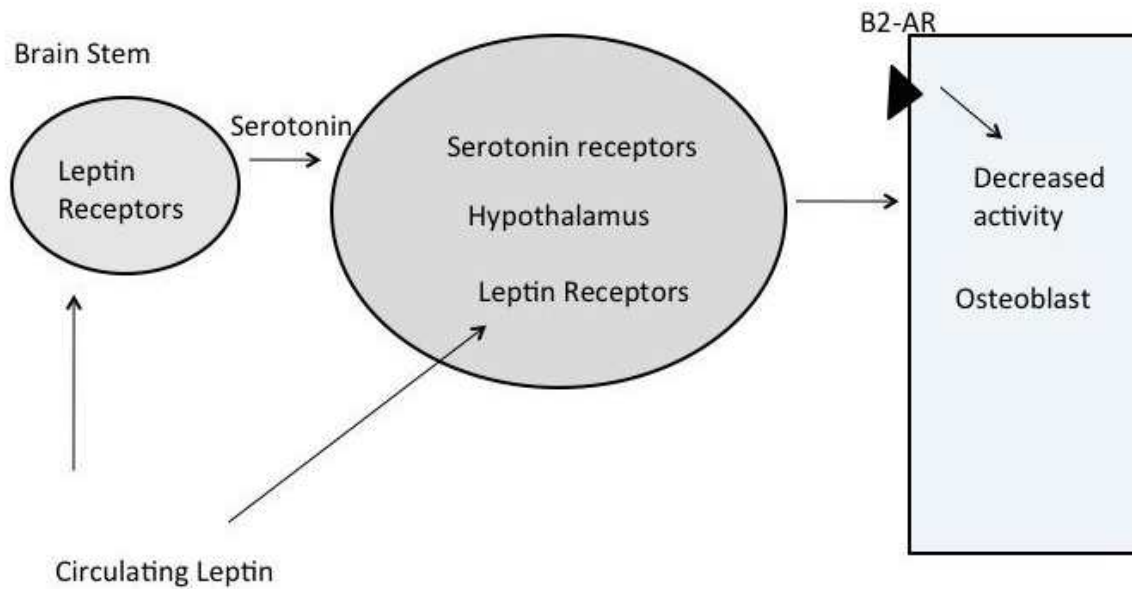 B2-AR
Brain Stem
Serotonin
Leptin
Receptors
Serotonin receptors
Hypothalamus
Leptin Receptors
Decreased
activity
Osteoblast
Circulating Leptin